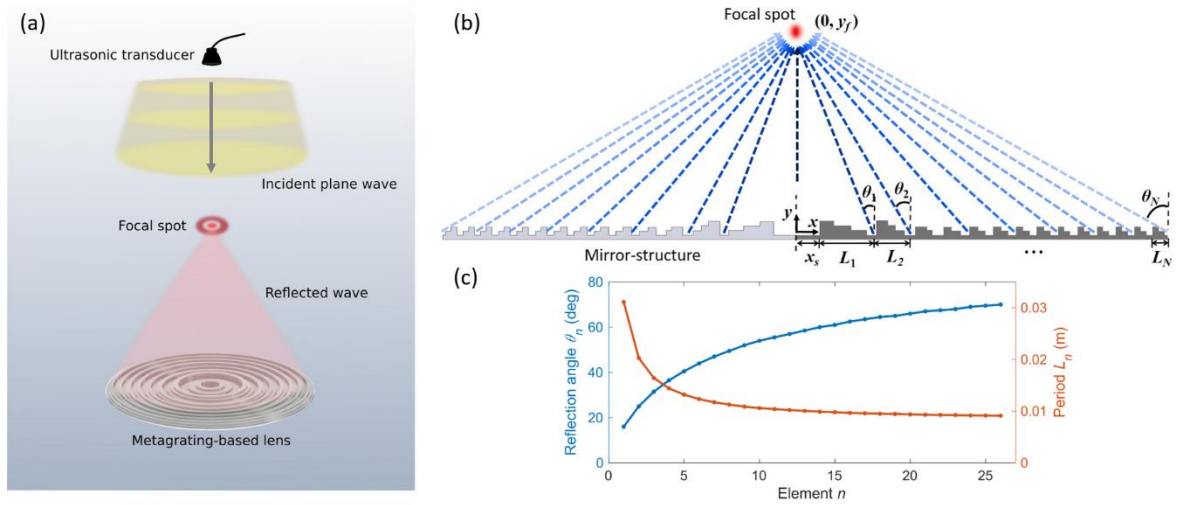 (a)
Ultrasonic transducer
Incident plane wave
Focal spot
Reflected wave
Metagrating-based lens
(b)
Focal spot
(0, y_f)
θ_1
θ_2
θ_N
y
x
Mirror-structure
x_s
L_1
L_2
...
L_N
(c)
Reflection angle θ_n (deg)
80
60
40
20
0
Period L_n (m)
0.03
0.02
0.01
0
0 5 10 15 20 25
Element n